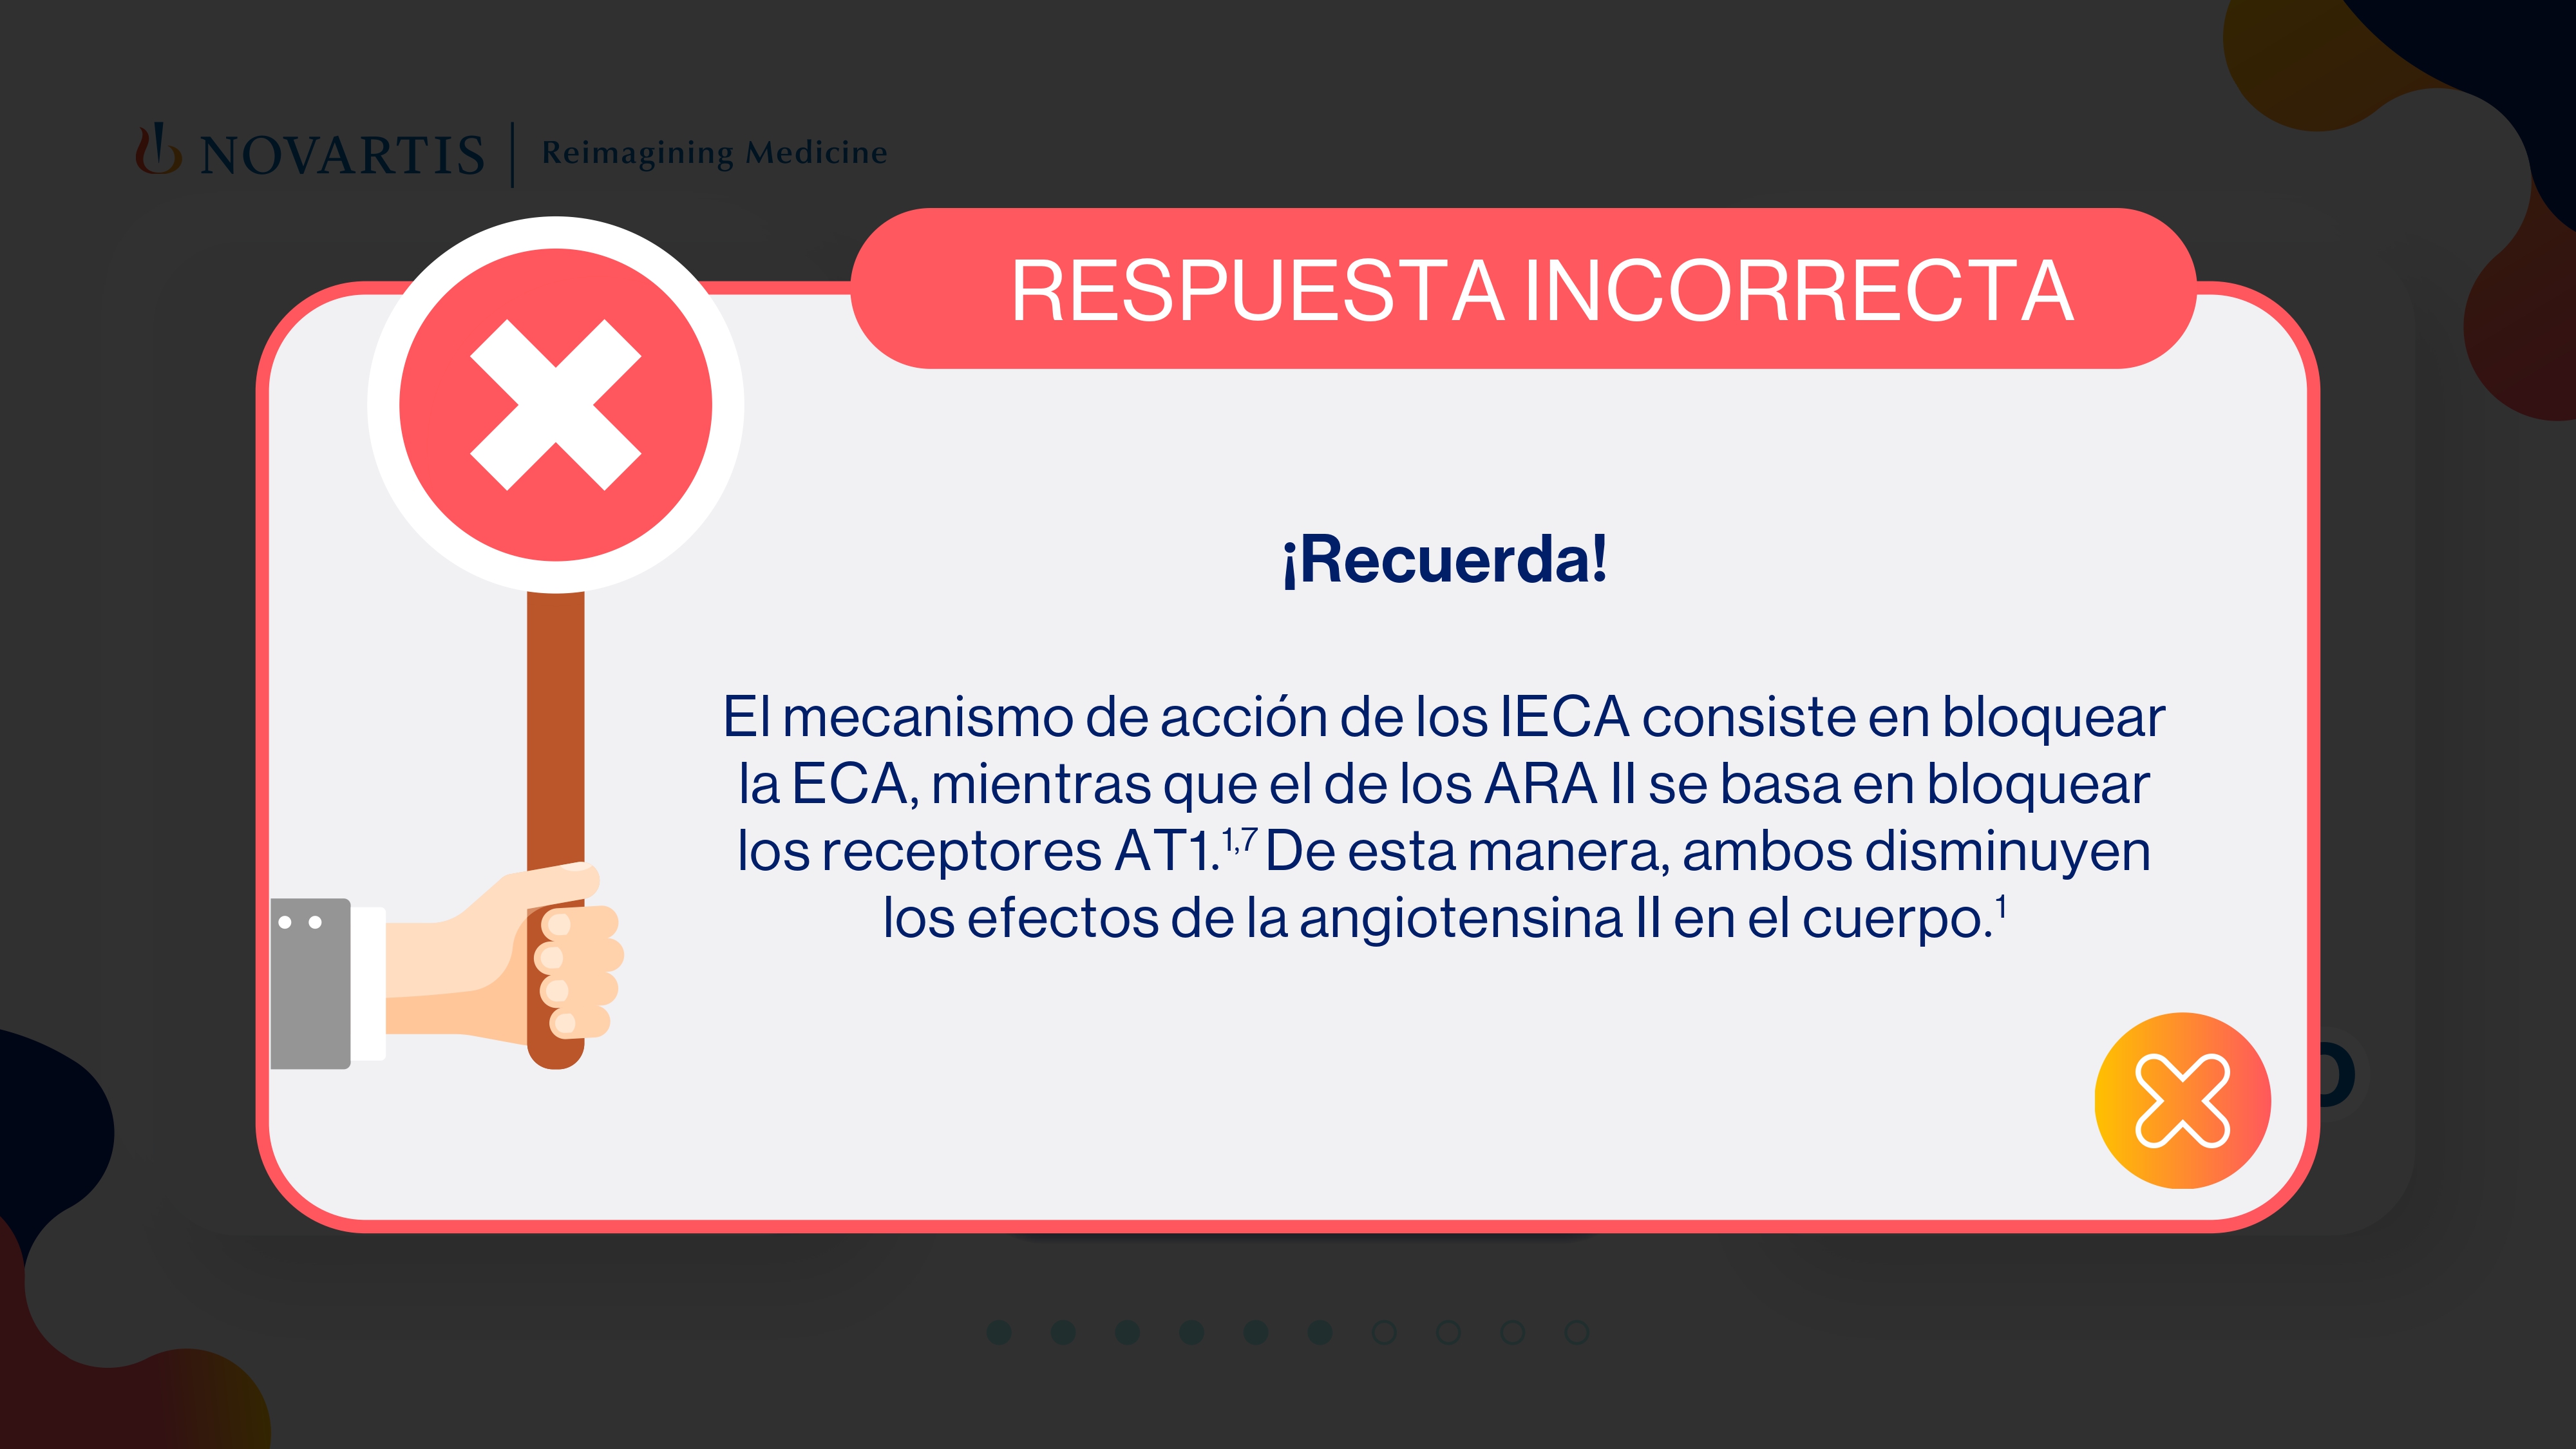 NOVARTIS | Reimagining Medicine
RESPUESTA INCORRECTA
¡Recuerda!
El mecanismo de acción de los IECA consiste en bloquear
la ECA, mientras que el de los ARA II se basa en bloquear
los receptores AT1.¹,⁷ De esta manera, ambos disminuyen
los efectos de la angiotensina II en el cuerpo.¹